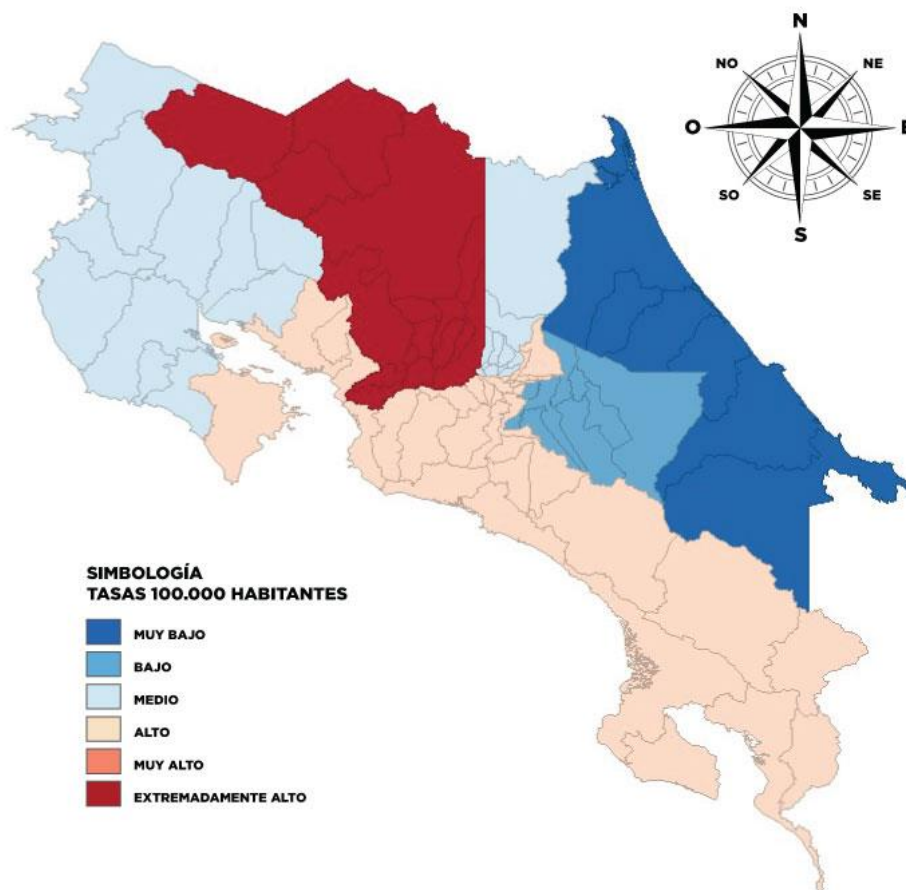 N
NO
NE
O
E
SO
SE
S
SIMBOLOGÍA
TASAS 100.000 HABITANTES
MUY BAJO
BAJO
MEDIO
ALTO
MUY ALTO
EXTREMADAMENTE ALTO